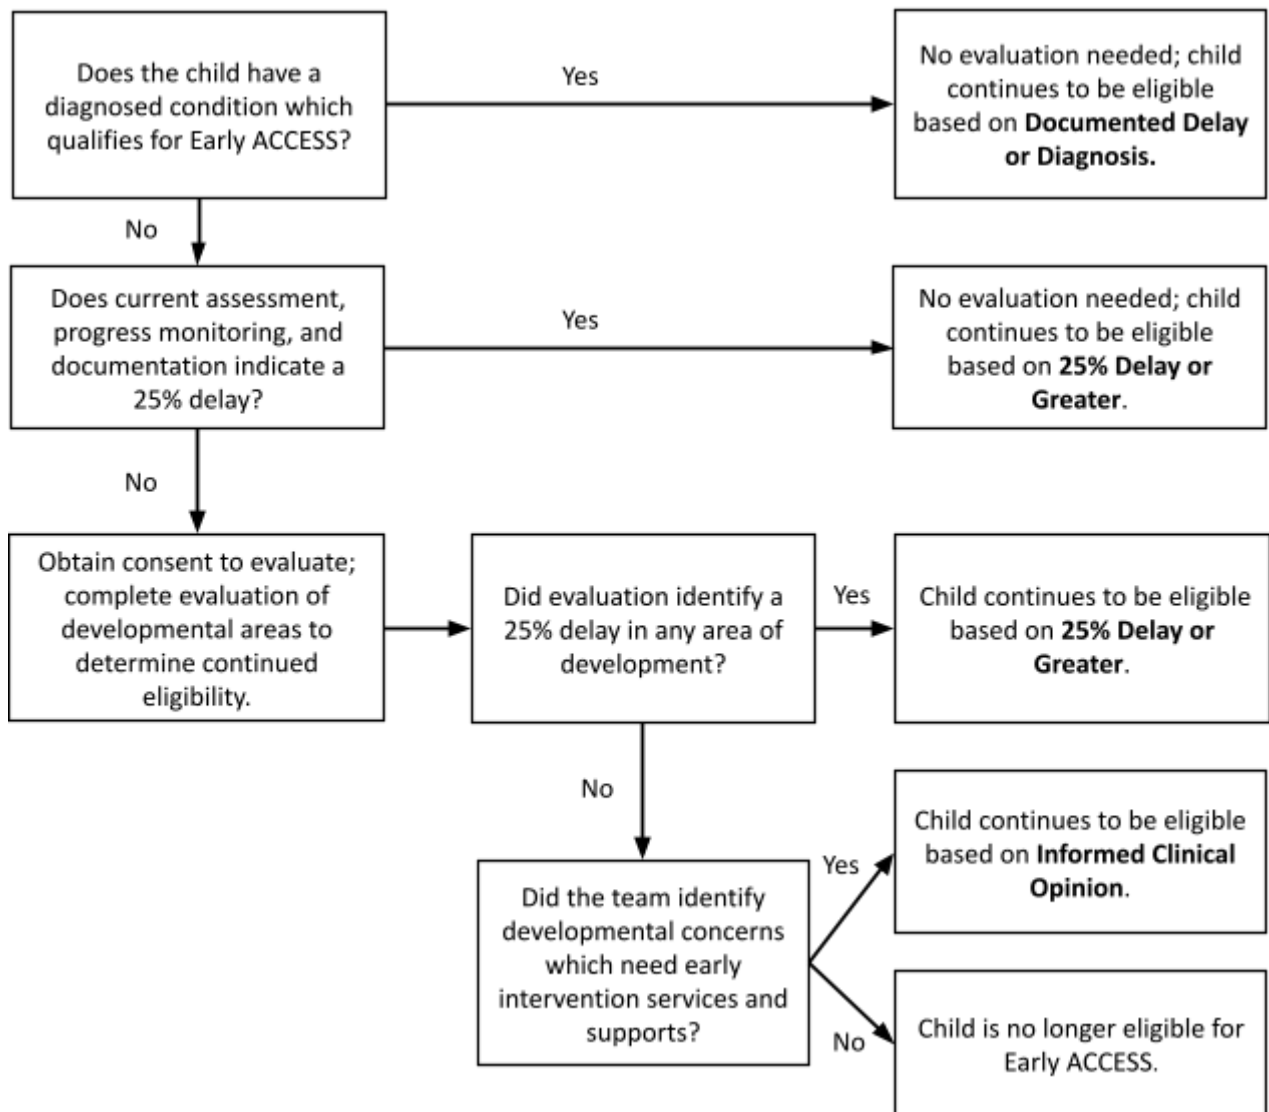 Does the child have a
diagnosed condition which
qualifies for Early ACCESS?
Yes
No evaluation needed; child
continues to be eligible
based on Documented Delay
or Diagnosis.
No
Does current assessment,
progress monitoring, and
documentation indicate a
25% delay?
Yes
No evaluation needed; child
continues to be eligible
based on 25% Delay or
Greater.
No
Obtain consent to evaluate;
complete evaluation of
developmental areas to
determine continued
eligibility.
Did evaluation identify a
25% delay in any area of
development?
Yes
Child continues to be eligible
based on 25% Delay or
Greater.
No
Did the team identify
developmental concerns
which need early
intervention services and
supports?
Yes
Child continues to be eligible
based on Informed Clinical
Opinion.
No
Child is no longer eligible for
Early ACCESS.